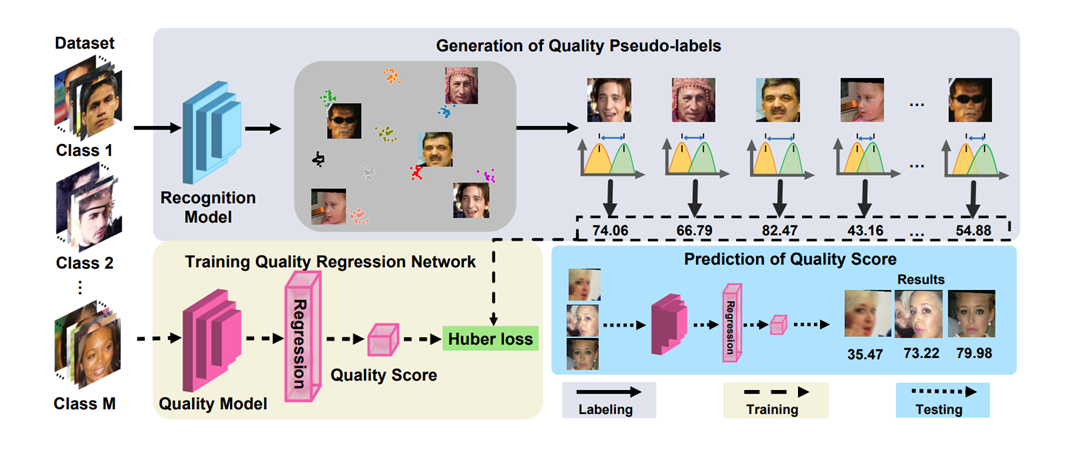 Dataset
Class 1
Class 2
Class M
Generation of Quality Pseudo-labels
Recognition
Model
74.06 66.79 82.47 43.16 ... 54.88
Training Quality Regression Network
Quality Model
Regression
Quality Score
Huber loss
Prediction of Quality Score
Regression
Results
35.47 73.22 79.98
Labeling
Training
Testing